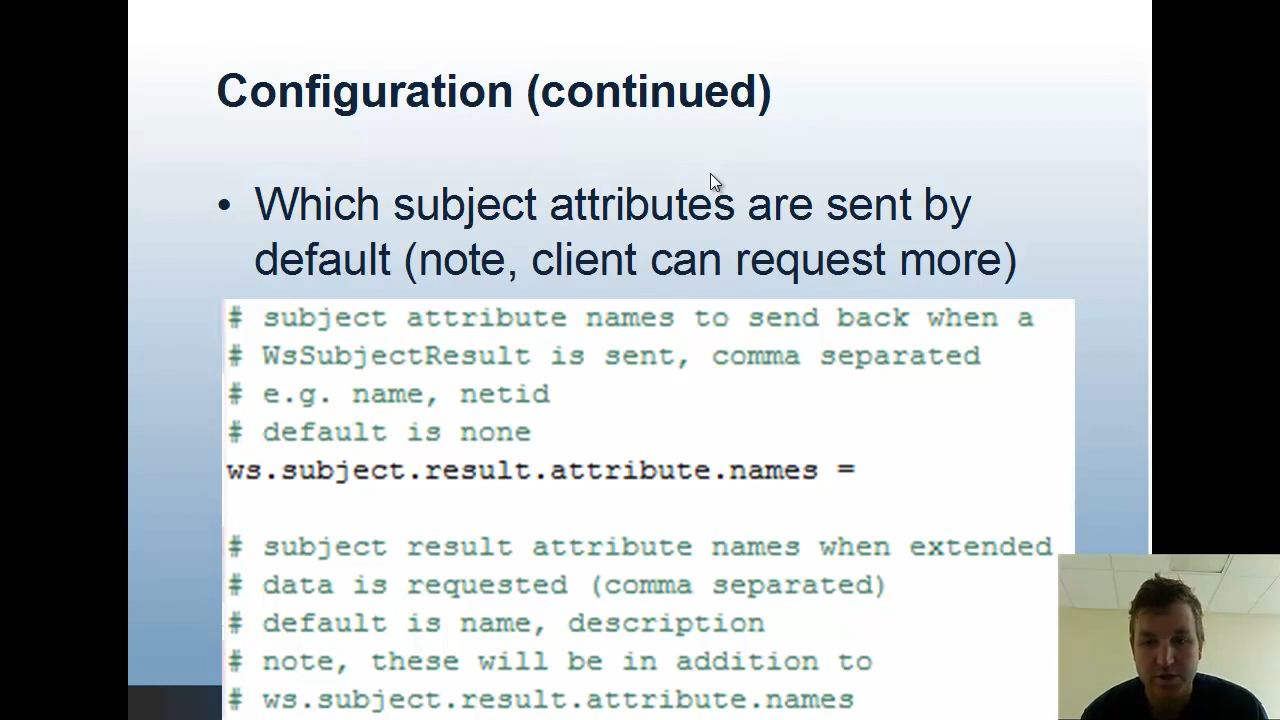 Configuration (continued)
• Which subject attributes are sent by
default (note, client can request more)
# subject attribute names to send back when a
# WsSubjectResult is sent, comma separated
# e.g. name, netid
# default is none
ws.subject.result.attribute.names =
# subject result attribute names when extended
# data is requested (comma separated)
# default is name, description
# note, these will be in addition to
# ws.subject.result.attribute.names